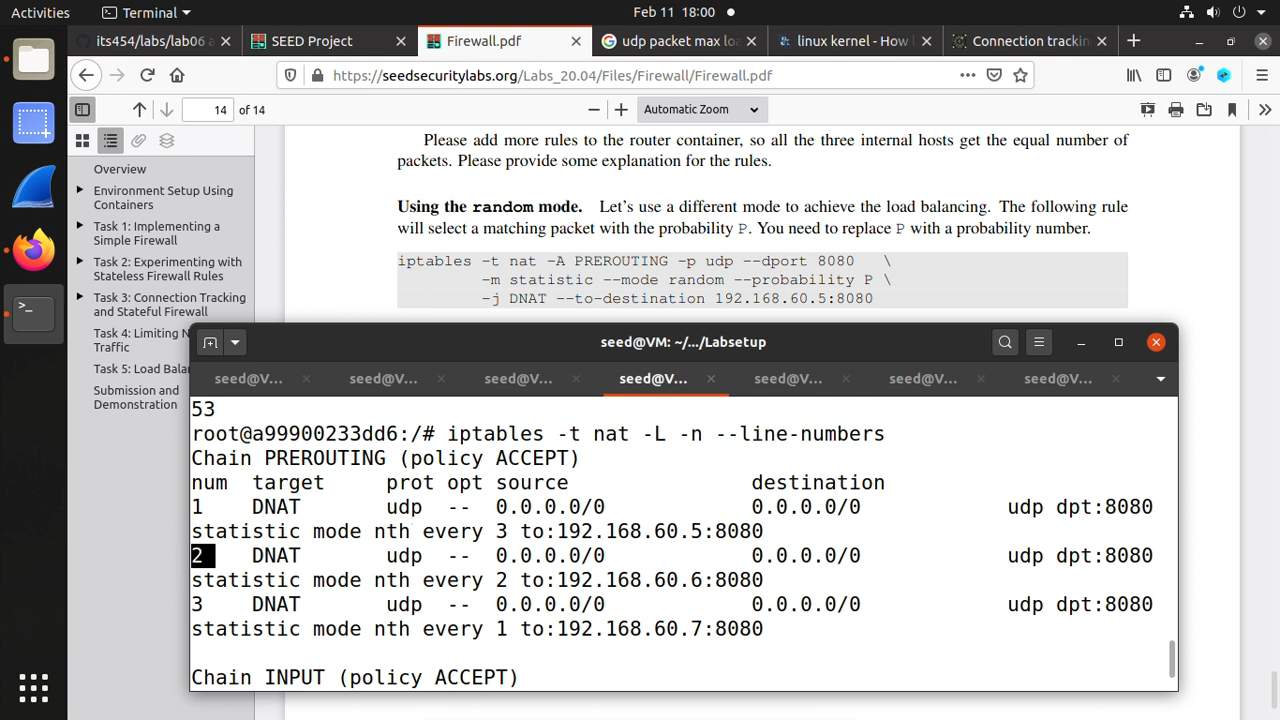 Activities
Terminal
Feb 11 18:00
its454/labs/lab06 a
SEED Project
Firewall.pdf
udp packet max loa
linux kernel - How l
Connection trackin
https://seedsecuritylabs.org/Labs_20.04/Files/Firewall/Firewall.pdf
14 of 14
Automatic Zoom
Overview
Environment Setup Using
Containers
Task 1: Implementing a
Simple Firewall
Task 2: Experimenting with
Stateless Firewall Rules
Task 3: Connection Tracking
and Stateful Firewall
Task 4: Limiting N
Traffic
Task 5: Load Bala
Submission and
Demonstration
Please add more rules to the router container, so all the three internal hosts get the equal number of
packets. Please provide some explanation for the rules.
Using the random mode. Let's use a different mode to achieve the load balancing. The following rule
will select a matching packet with the probability P. You need to replace P with a probability number.
iptables -t nat -A PREROUTING -p udp --dport 8080 \
-m statistic --mode random --probability P \
-j DNAT --to-destination 192.168.60.5:8080
seed@VM: ~/.../Labsetup
seed@V...
seed@V...
seed@V...
seed@V...
seed@V...
seed@V...
seed@V...
53
root@a99900233dd6:/# iptables -t nat -L -n --line-numbers
Chain PREROUTING (policy ACCEPT)
num target prot opt source destination
1 DNAT udp -- 0.0.0.0/0 0.0.0.0/0 udp dpt:8080
statistic mode nth every 3 to:192.168.60.5:8080
2 DNAT udp -- 0.0.0.0/0 0.0.0.0/0 udp dpt:8080
statistic mode nth every 2 to:192.168.60.6:8080
3 DNAT udp -- 0.0.0.0/0 0.0.0.0/0 udp dpt:8080
statistic mode nth every 1 to:192.168.60.7:8080
Chain INPUT (policy ACCEPT)